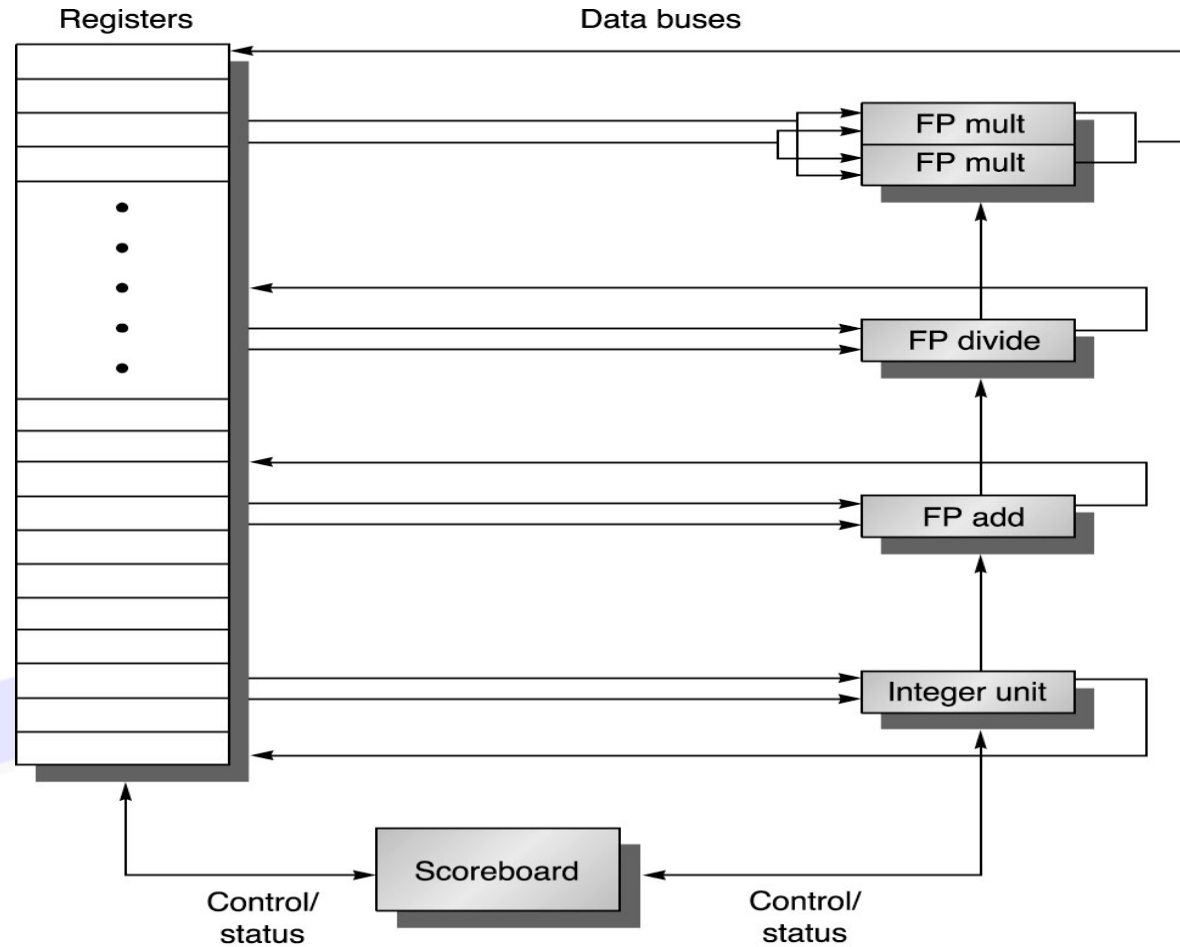 Registers
Data buses
FP mult
FP mult
FP divide
FP add
Integer unit
Scoreboard
Control/
status
Control/
status